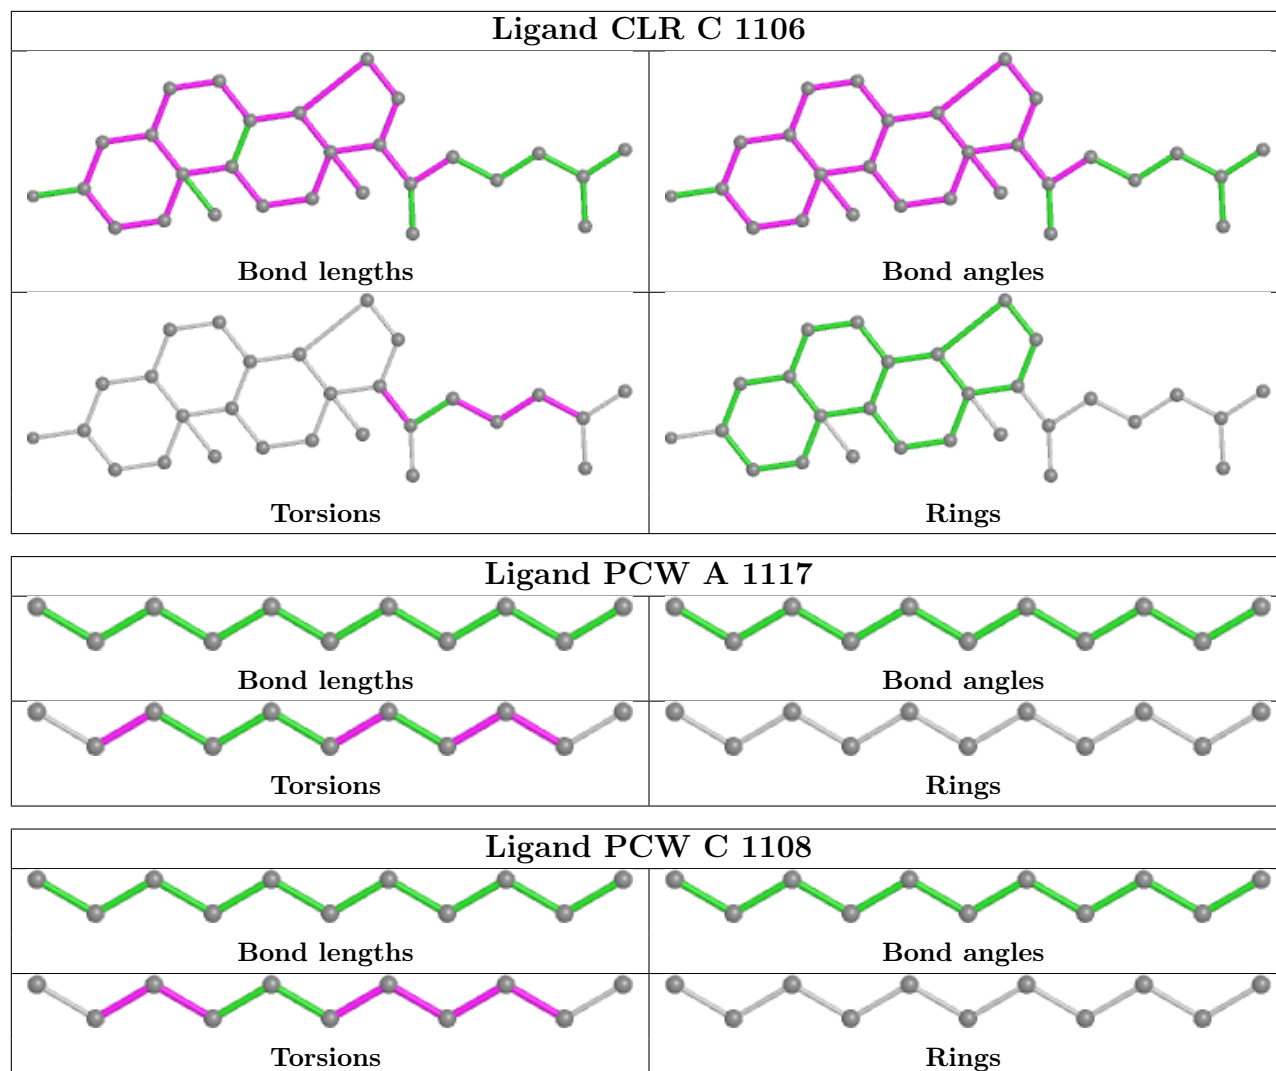 Ligand CLR C 1106
Bond lengths
Bond angles
Torsions
Rings
Ligand PCW A 1117
Bond lengths
Bond angles
Torsions
Rings
Ligand PCW C 1108
Bond lengths
Bond angles
Torsions
Rings